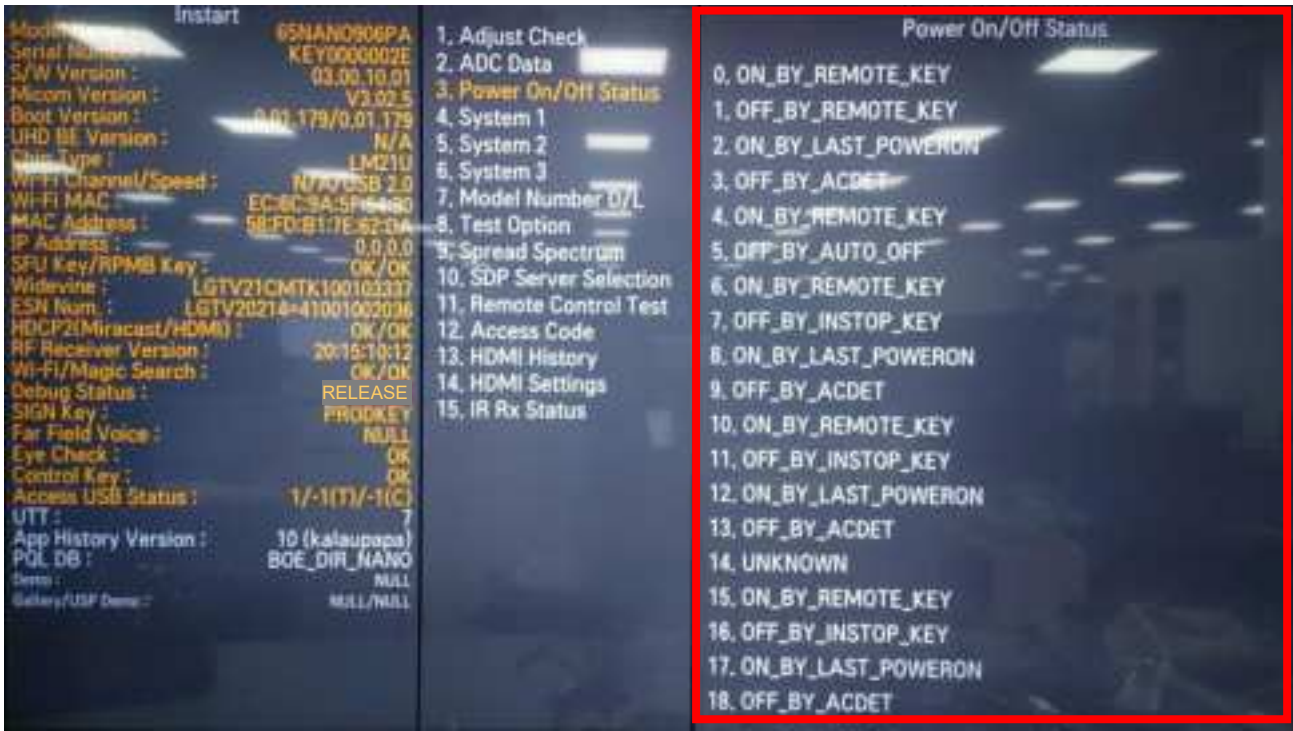 Instart
65NANO906PA
Serial Number : KEY0000002E
S/W Version : 03.00.10.01
Micom Version : V3.02.5
Boot Version : 0.01.179/0.01.179
UHD BE Version : N/A
Type : LM21U
Wi-Fi Channel/Speed : N/A/USB 2.0
Wi-Fi MAC :
MAC Address : 58:FD:B1:7E:62:DA
IP Address : 0.0.0.0
SFU Key/RPMB Key : OK/OK
Widevine : LGTV21CMTK100103337
ESN Num : LGTV20214=41001002036
HDCP2(Miracast/HDMI) : OK/OK
RF Receiver Version : 20:15:10:12
Wi-Fi/Magic Search : OK/OK
Debug Status : RELEASE
SIGN Key : PRODKEY
Far Field Voice : NULL
Eye Check : OK
Control Key : OK
Access USB Status : 1/-1(T)/-1(C)
UTT : 7
App History Version : 10 (kalaupapa)
PQL DB : BOE_DIR_NANO
Demo : NULL
Gallery/USP Demo : NULL/NULL
1. Adjust Check
2. ADC Data
3. Power On/Off Status
4. System 1
5. System 2
6. System 3
7. Model Number D/L
8. Test Option
9. Spread Spectrum
10. SDP Server Selection
11. Remote Control Test
12. Access Code
13. HDMI History
14. HDMI Settings
15. IR Rx Status
Power On/Off Status
0. ON_BY_REMOTE_KEY
1. OFF_BY_REMOTE_KEY
2. ON_BY_LAST_POWERON
3. OFF_BY_ACDET
4. ON_BY_REMOTE_KEY
5. OFF_BY_AUTO_OFF
6. ON_BY_REMOTE_KEY
7. OFF_BY_INSTOP_KEY
8. ON_BY_LAST_POWERON
9. OFF_BY_ACDET
10. ON_BY_REMOTE_KEY
11. OFF_BY_INSTOP_KEY
12. ON_BY_LAST_POWERON
13. OFF_BY_ACDET
14. UNKNOWN
15. ON_BY_REMOTE_KEY
16. OFF_BY_INSTOP_KEY
17. ON_BY_LAST_POWERON
18. OFF_BY_ACDET